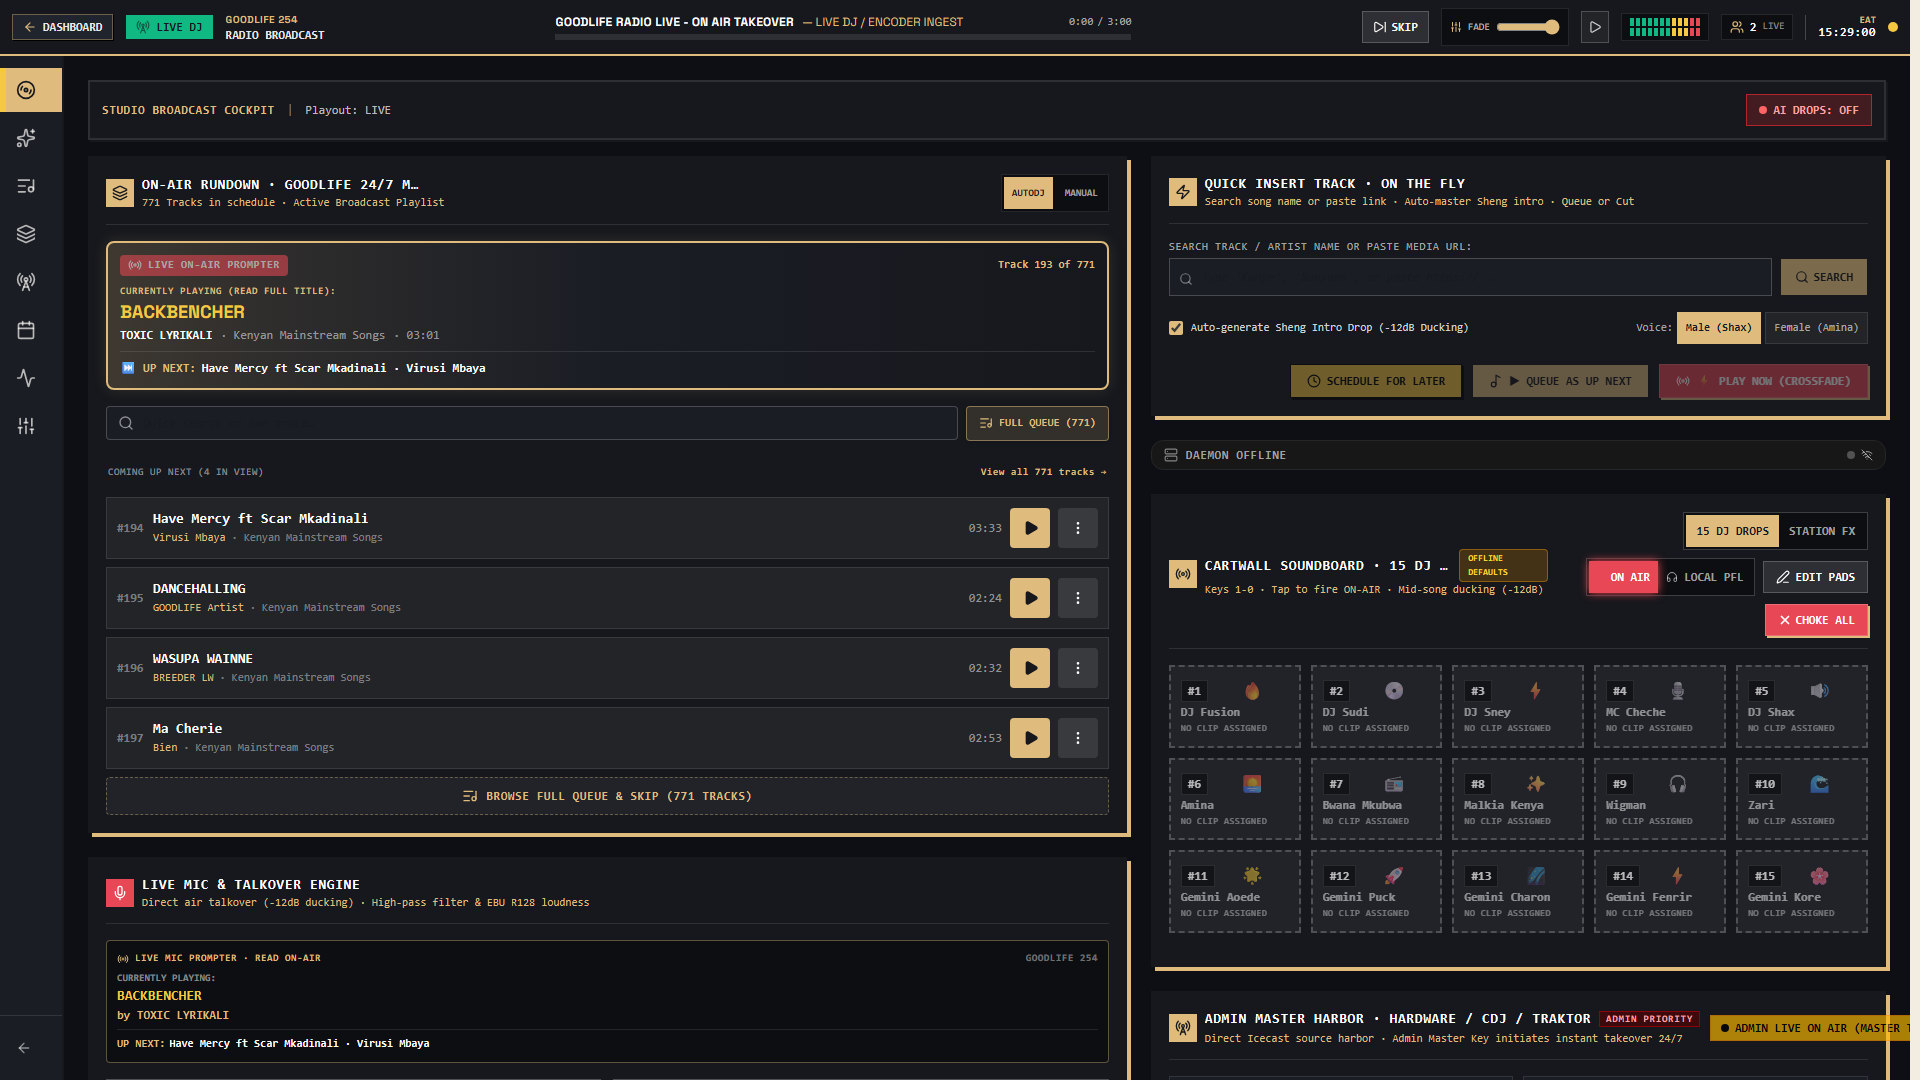 DASHBOARD
LIVE DJ
GOODLIFE 254
RADIO BROADCAST
GOODLIFE RADIO LIVE - ON AIR TAKEOVER — LIVE DJ / ENCODER INGEST
0:00 / 3:00
SKIP
FADE
2 LIVE
EAT
15:29:00
STUDIO BROADCAST COCKPIT | Playout: LIVE
AI DROPS: OFF
ON-AIR RUNDOWN · GOODLIFE 24/7 M…
771 Tracks in schedule · Active Broadcast Playlist
AUTODJ
MANUAL
LIVE ON-AIR PROMPTER
Track 193 of 771
CURRENTLY PLAYING (READ FULL TITLE):
BACKBENCHER
TOXIC LYRIKALI · Kenyan Mainstream Songs · 03:01
UP NEXT: Have Mercy ft Scar Mkadinali · Virusi Mbaya
FULL QUEUE (771)
COMING UP NEXT (4 IN VIEW)
View all 771 tracks →
#194
Have Mercy ft Scar Mkadinali
Virusi Mbaya · Kenyan Mainstream Songs
03:33
#195
DANCEHALLING
GOODLIFE Artist · Kenyan Mainstream Songs
02:24
#196
WASUPA WAINNE
BREEDER LW · Kenyan Mainstream Songs
02:32
#197
Ma Cherie
Bien · Kenyan Mainstream Songs
02:53
BROWSE FULL QUEUE & SKIP (771 TRACKS)
LIVE MIC & TALKOVER ENGINE
Direct air talkover (-12dB ducking) · High-pass filter & EBU R128 loudness
LIVE MIC PROMPTER · READ ON-AIR
GOODLIFE 254
CURRENTLY PLAYING:
BACKBENCHER
by TOXIC LYRIKALI
UP NEXT: Have Mercy ft Scar Mkadinali · Virusi Mbaya
QUICK INSERT TRACK · ON THE FLY
Search song name or paste link · Auto-master Sheng intro · Queue or Cut
SEARCH TRACK / ARTIST NAME OR PASTE MEDIA URL:
SEARCH
Auto-generate Sheng Intro Drop (-12dB Ducking)
Voice:
Male (Shax)
Female (Amina)
SCHEDULE FOR LATER
QUEUE AS UP NEXT
PLAY NOW (CROSSFADE)
DAEMON OFFLINE
15 DJ DROPS
STATION FX
CARTWALL SOUNDBOARD · 15 DJ …
OFFLINE DEFAULTS
Keys 1-0 · Tap to fire ON-AIR · Mid-song ducking (-12dB)
ON AIR
LOCAL PFL
EDIT PADS
CHOKE ALL
#1
DJ Fusion
NO CLIP ASSIGNED
#2
DJ Sudi
NO CLIP ASSIGNED
#3
DJ Sney
NO CLIP ASSIGNED
#4
MC Cheche
NO CLIP ASSIGNED
#5
DJ Shax
NO CLIP ASSIGNED
#6
Amina
NO CLIP ASSIGNED
#7
Bwana Mkubwa
NO CLIP ASSIGNED
#8
Malkia Kenya
NO CLIP ASSIGNED
#9
Wigman
NO CLIP ASSIGNED
#10
Zari
NO CLIP ASSIGNED
#11
Gemini Aoede
NO CLIP ASSIGNED
#12
Gemini Puck
NO CLIP ASSIGNED
#13
Gemini Charon
NO CLIP ASSIGNED
#14
Gemini Fenrir
NO CLIP ASSIGNED
#15
Gemini Kore
NO CLIP ASSIGNED
ADMIN MASTER HARBOR · HARDWARE / CDJ / TRAKTOR
ADMIN PRIORITY
Direct Icecast source harbor · Admin Master Key initiates instant takeover 24/7
ADMIN LIVE ON AIR (MASTER T